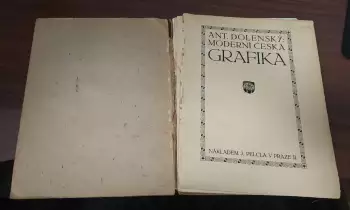 ANT. DOLENSKÝ:
MODERNÍ ČESKÁ
GRAFIKA
NÁKLADEM J. PELCLA V PRAZE II.